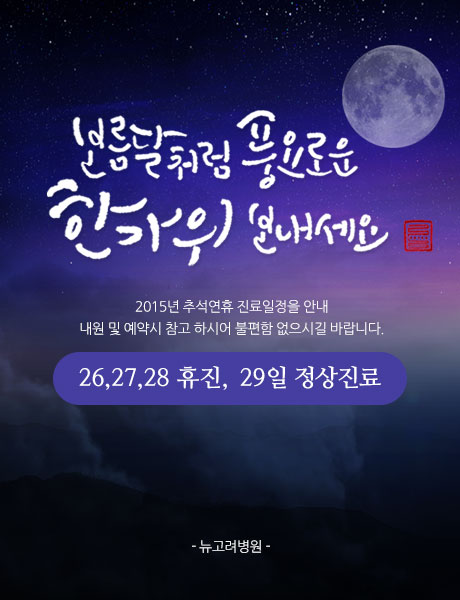 보름달처럼 풍요로운
한가위 보내세요
2015년 추석연휴 진료일정을 안내
내원 및 예약시 참고 하시어 불편함 없으시길 바랍니다.
26,27,28 휴진, 29일 정상진료
- 뉴고려병원 -